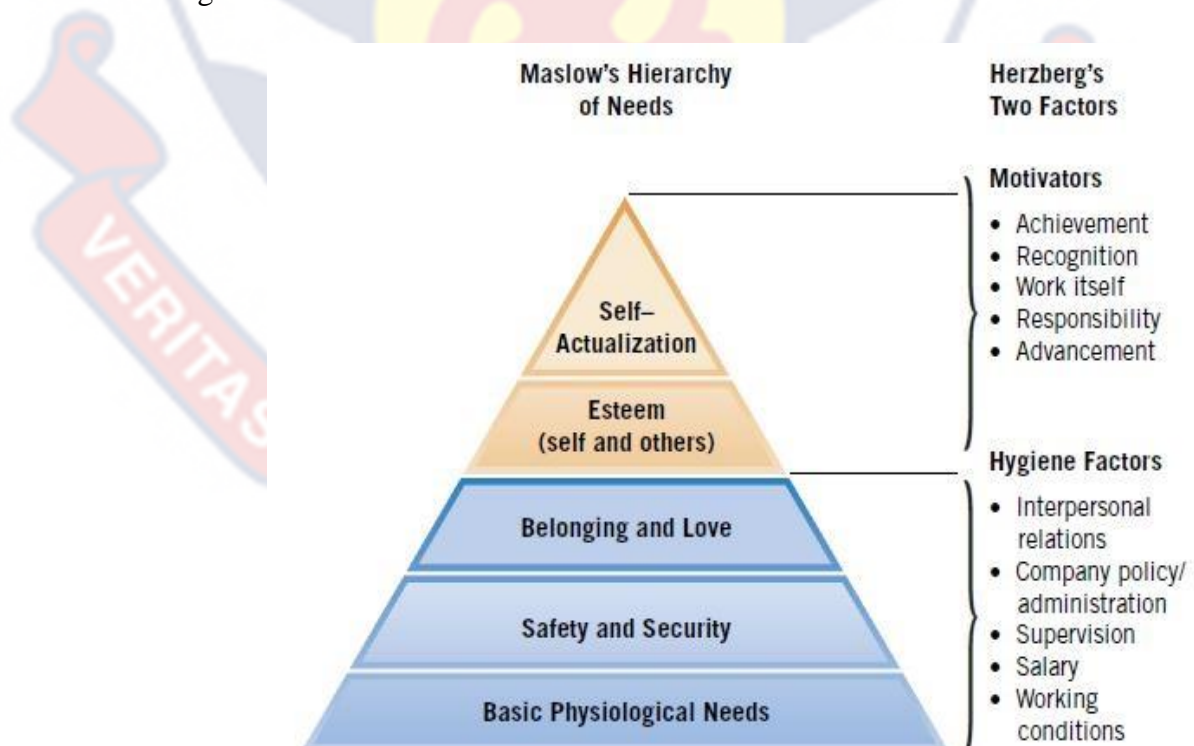 Maslow's Hierarchy
of Needs
Herzberg's
Two Factors
Motivators
• Achievement
• Recognition
• Work itself
• Responsibility
• Advancement
Self–
Actualization
Esteem
(self and others)
Hygiene Factors
• Interpersonal
relations
• Company policy/
administration
• Supervision
• Salary
• Working
conditions
Belonging and Love
Safety and Security
Basic Physiological Needs
VERITAS